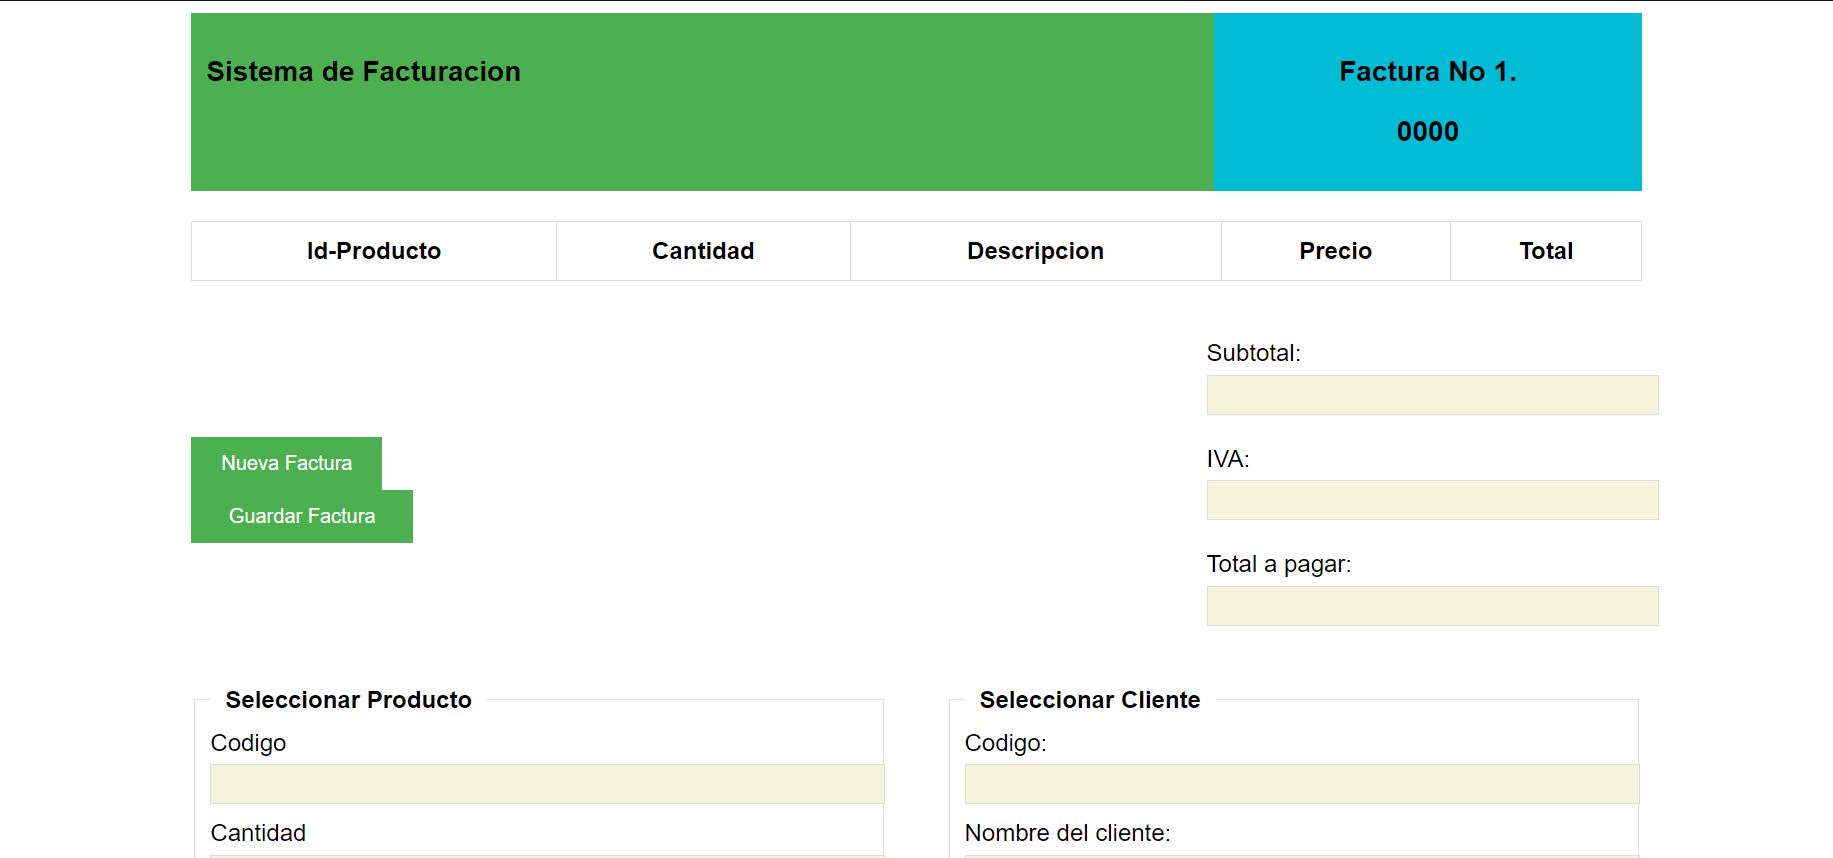 Sistema de Facturacion
Factura No 1.
0000
Id-Producto Cantidad Descripcion Precio Total
Subtotal:
IVA:
Total a pagar:
Nueva Factura
Guardar Factura
Seleccionar Producto
Codigo
Cantidad
Seleccionar Cliente
Codigo:
Nombre del cliente: